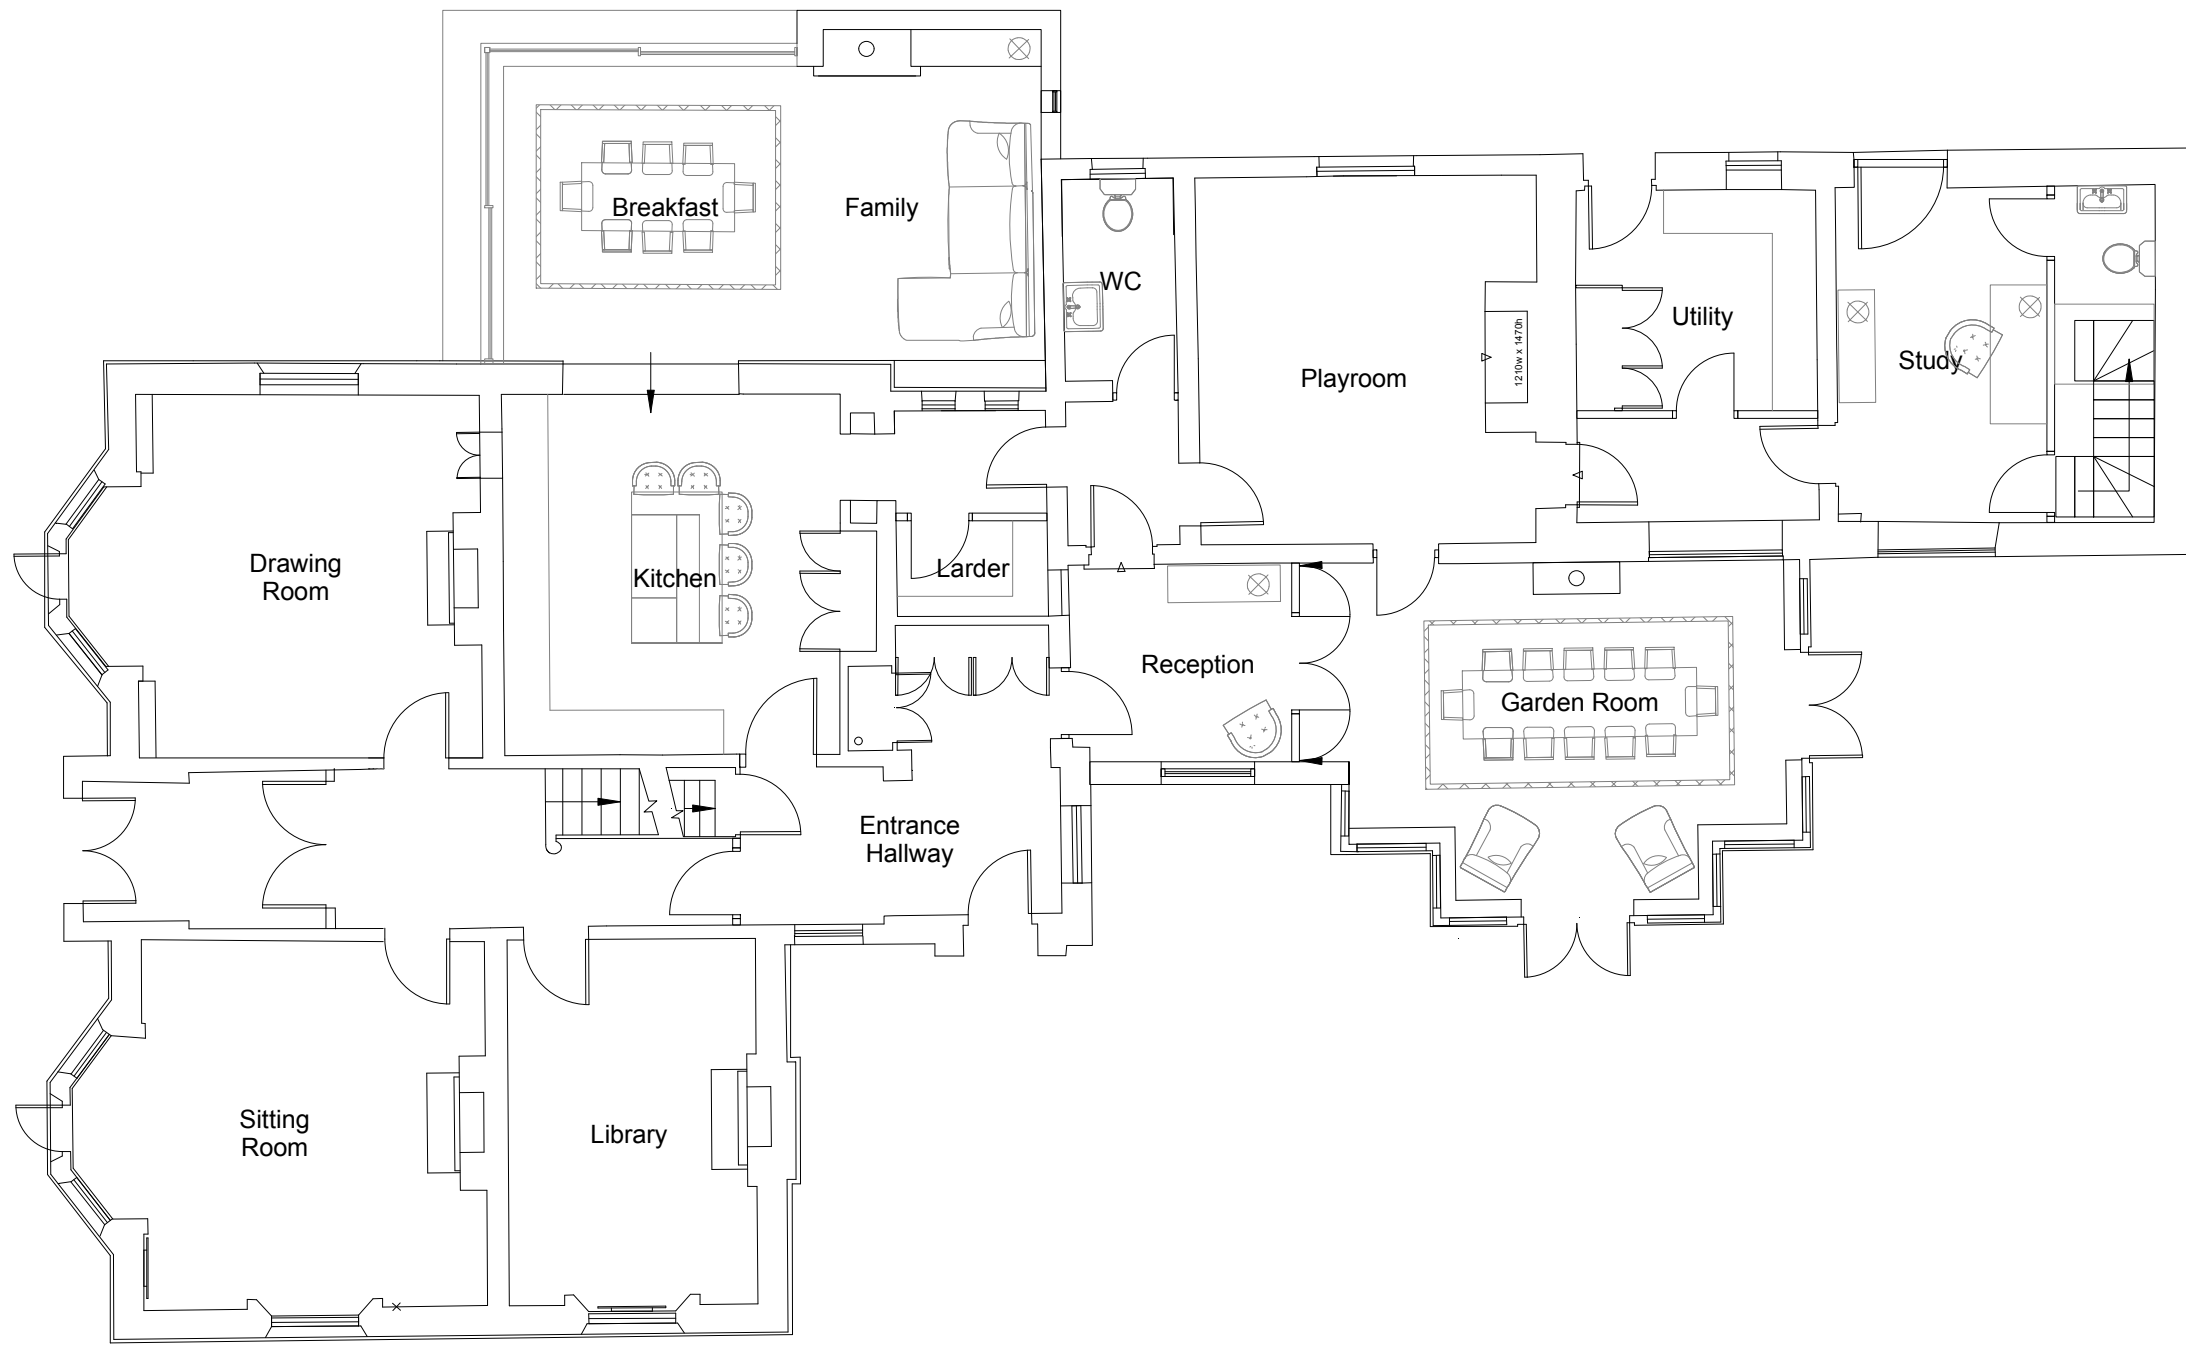 Breakfast
Family
WC
Utility
Study
Playroom
1210w x 1470h
Drawing
Room
Kitchen
Larder
Reception
Garden Room
Entrance
Hallway
Sitting
Room
Library